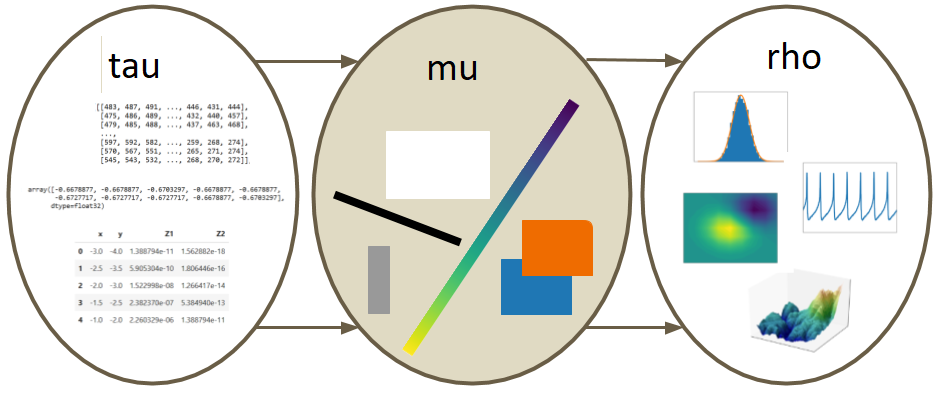 tau
mu
rho
[[483, 487, 491, ..., 446, 431, 444],
[475, 486, 489, ..., 432, 440, 457],
[479, 485, 488, ..., 437, 463, 468],
...,
[597, 592, 582, ..., 259, 268, 274],
[570, 567, 551, ..., 265, 271, 274],
[545, 543, 532, ..., 268, 270, 272]],
array([-0.6678877, -0.6678877, -0.6703297, -0.6678877, -0.6678877,
-0.6727717, -0.6727717, -0.6727717, -0.6678877, -0.6703297],
dtype=float32)
x y Z1 Z2
0 -3.0 -4.0 1.388794e-11 1.562882e-18
1 -2.5 -3.5 5.905304e-10 1.806446e-16
2 -2.0 -3.0 1.522998e-08 1.266417e-14
3 -1.5 -2.5 2.382370e-07 5.384940e-13
4 -1.0 -2.0 2.260329e-06 1.388794e-11